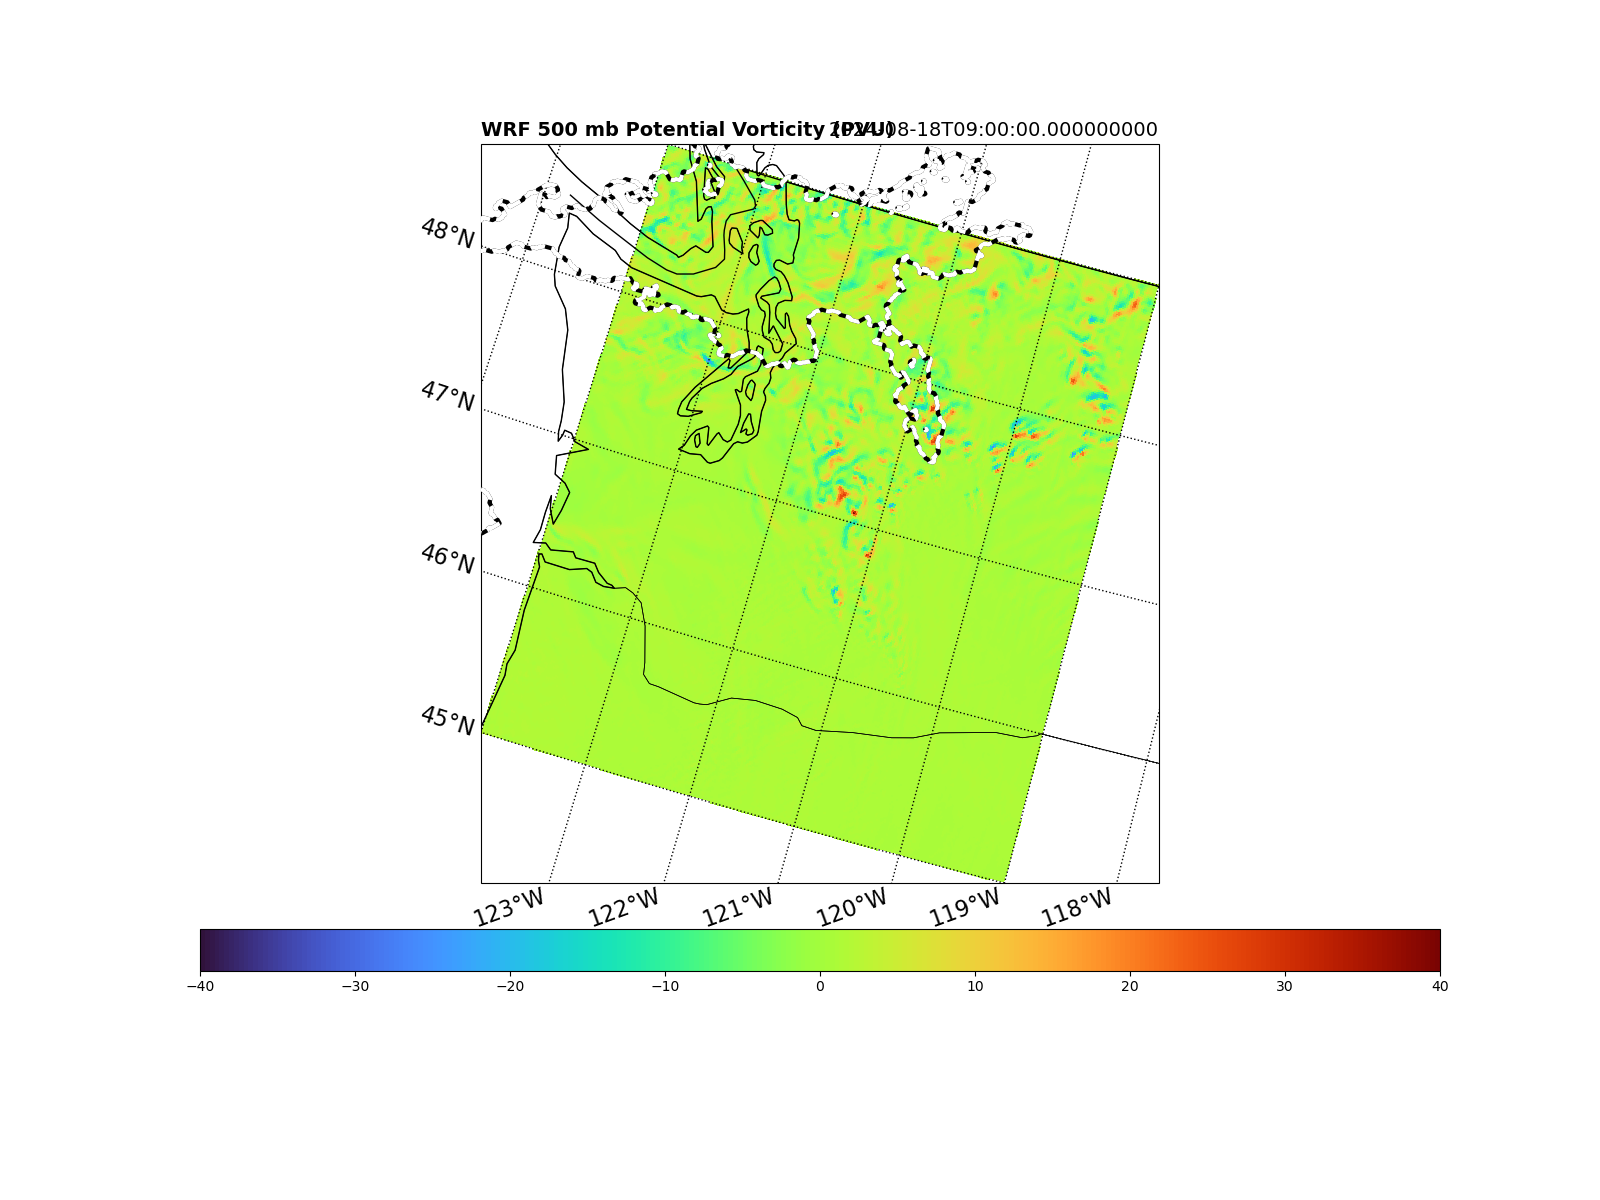 WRF 500 mb Potential Vorticity (PVU) 2024-08-18T09:00:00.000000000
48°N
47°N
46°N
45°N
123°W 122°W 121°W 120°W 119°W 118°W
−40 −30 −20 −10 0 10 20 30 40